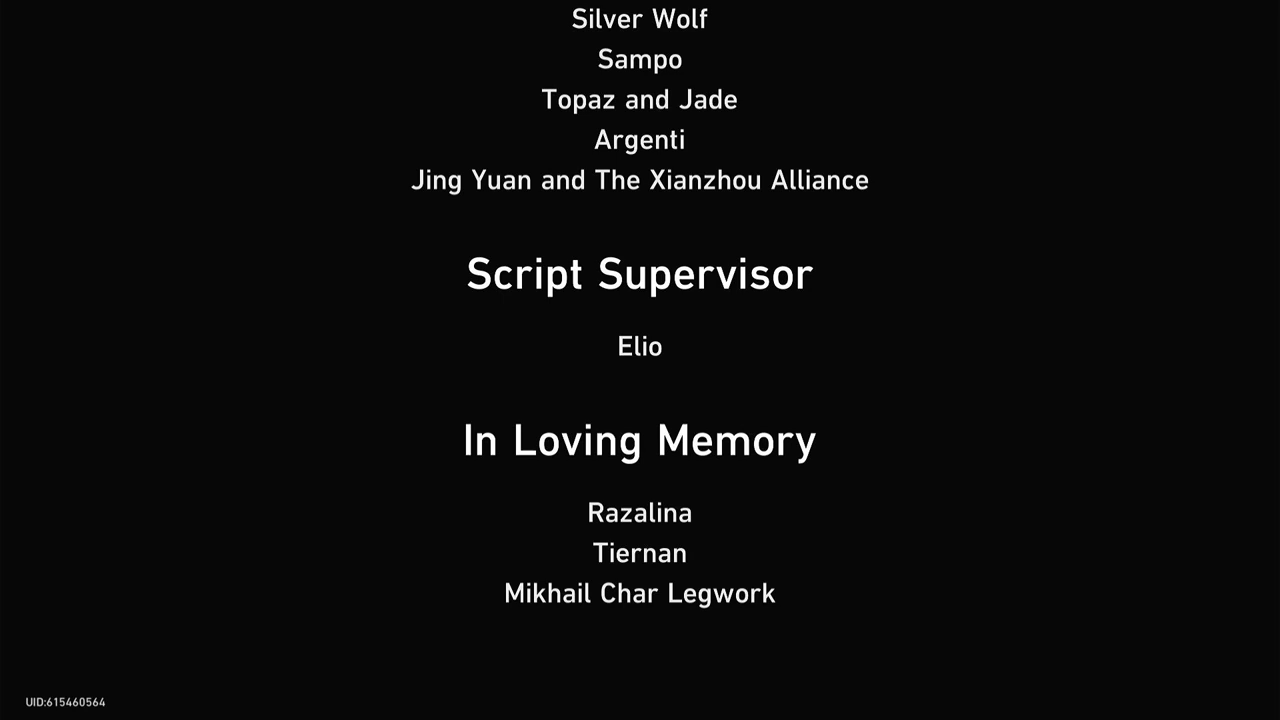 Silver Wolf
Sampo
Topaz and Jade
Argenti
Jing Yuan and The Xianzhou Alliance
Script Supervisor
Elio
In Loving Memory
Razalina
Tiernan
Mikhail Char Legwork
UID:615460564